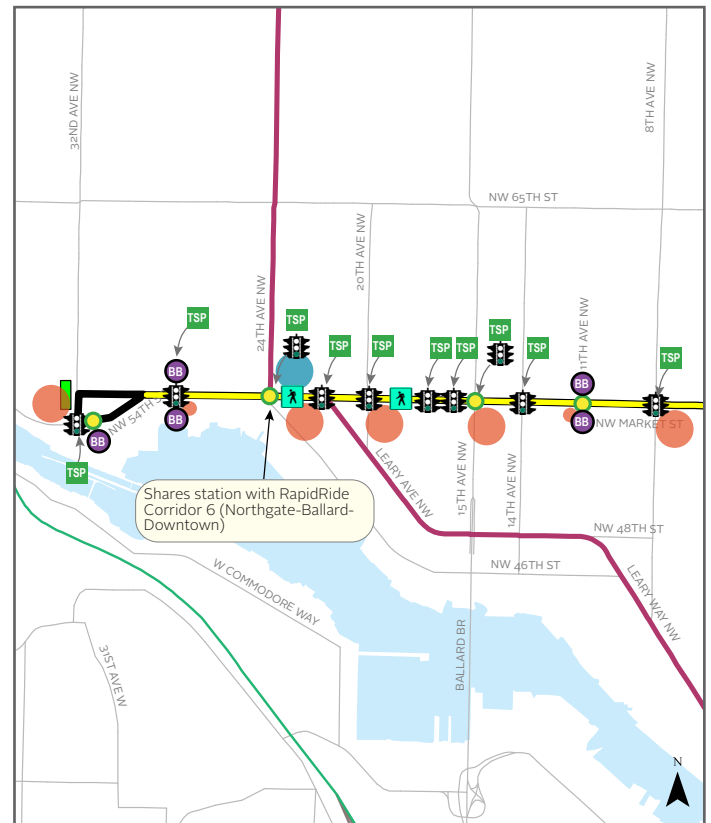 32ND AVE NW
8TH AVE NW
NW 65TH ST
20TH AVE NW
24TH AVE NW
11TH AVE NW
TSP
TSP
TSP
TSP
TSP
TSP
TSP
TSP
TSP
BB
BB
BB
BB
BB
NW 54TH S
NW MARKET ST
TSP
Shares station with RapidRide
Corridor 6 (Northgate-Ballard-
Downtown)
LEARY AVE NW
15TH AVE NW
14TH AVE NW
NW 48TH ST
NW 46TH ST
LEARY WAY NW
W COMMODORE WAY
BALLARD BR
31ST AVE W
N